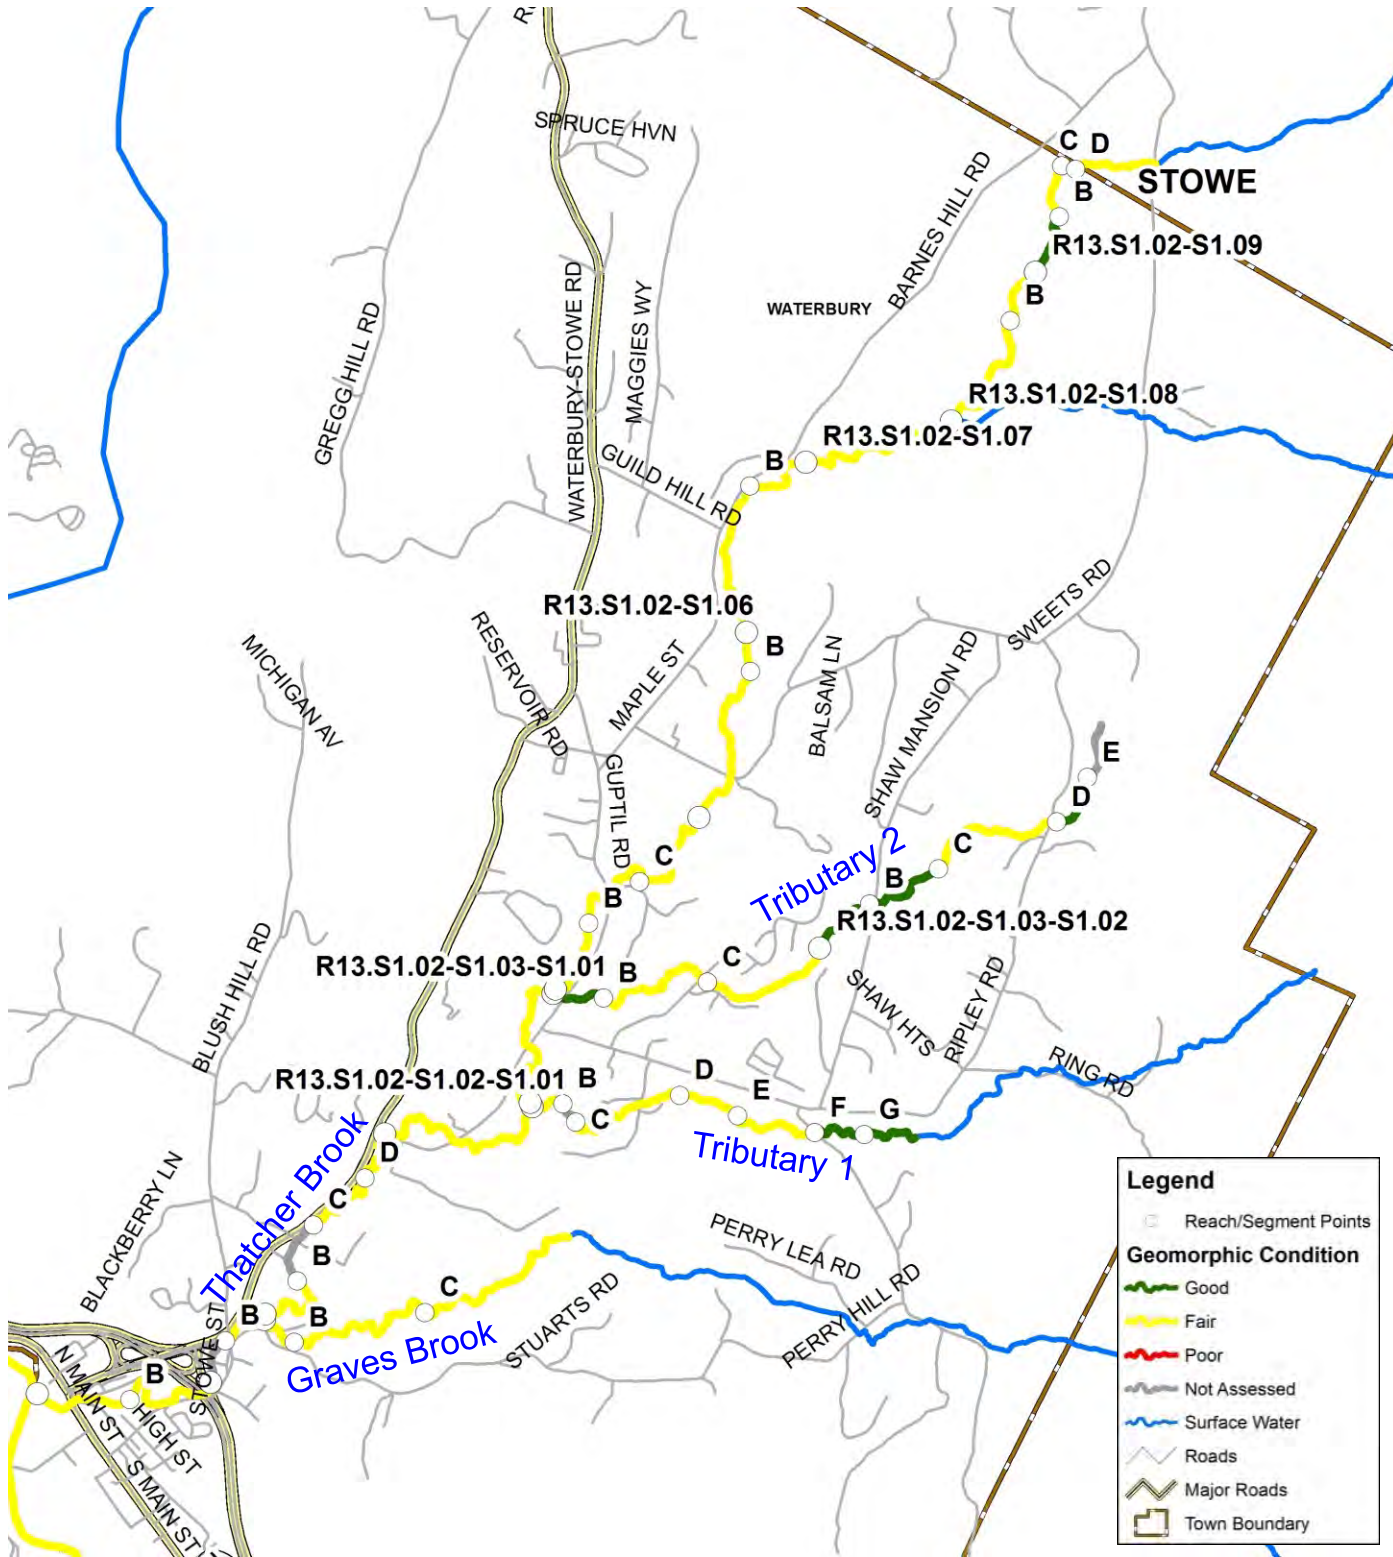 SPRUCE HVN
C D
B
STOWE
BARNES HILL RD
R13.S1.02-S1.09
B
WATERBURY
WATERBURY-STOWE RD
MAGGIES WY
GREGG HILL RD
R13.S1.02-S1.08
R13.S1.02-S1.07
B
GUILD HILL RD
R13.S1.02-S1.06
B
SWEETS RD
RESERVOIR RD
MAPLE ST
BALSAM LN
SHAW MANSION RD
MICHIGAN AV
E
D
GUPTIL RD
C
C
Tributary 2
B
B
R13.S1.02-S1.03-S1.02
BLUSH HILL RD
R13.S1.02-S1.03-S1.01
B
C
SHAW HTS
RIPLEY RD
RING RD
R13.S1.02-S1.02-S1.01
B
D
E
F
G
C
Tributary 1
Thatcher Brook
D
C
B
BLACKBERRY LN
PERRY LEA RD
PERRY HILL RD
C
B
B
STUARTS RD
Graves Brook
STOWE ST
B
N MAIN ST
HIGH ST
S MAIN ST
Legend
Reach/Segment Points
Geomorphic Condition
Good
Fair
Poor
Not Assessed
Surface Water
Roads
Major Roads
Town Boundary